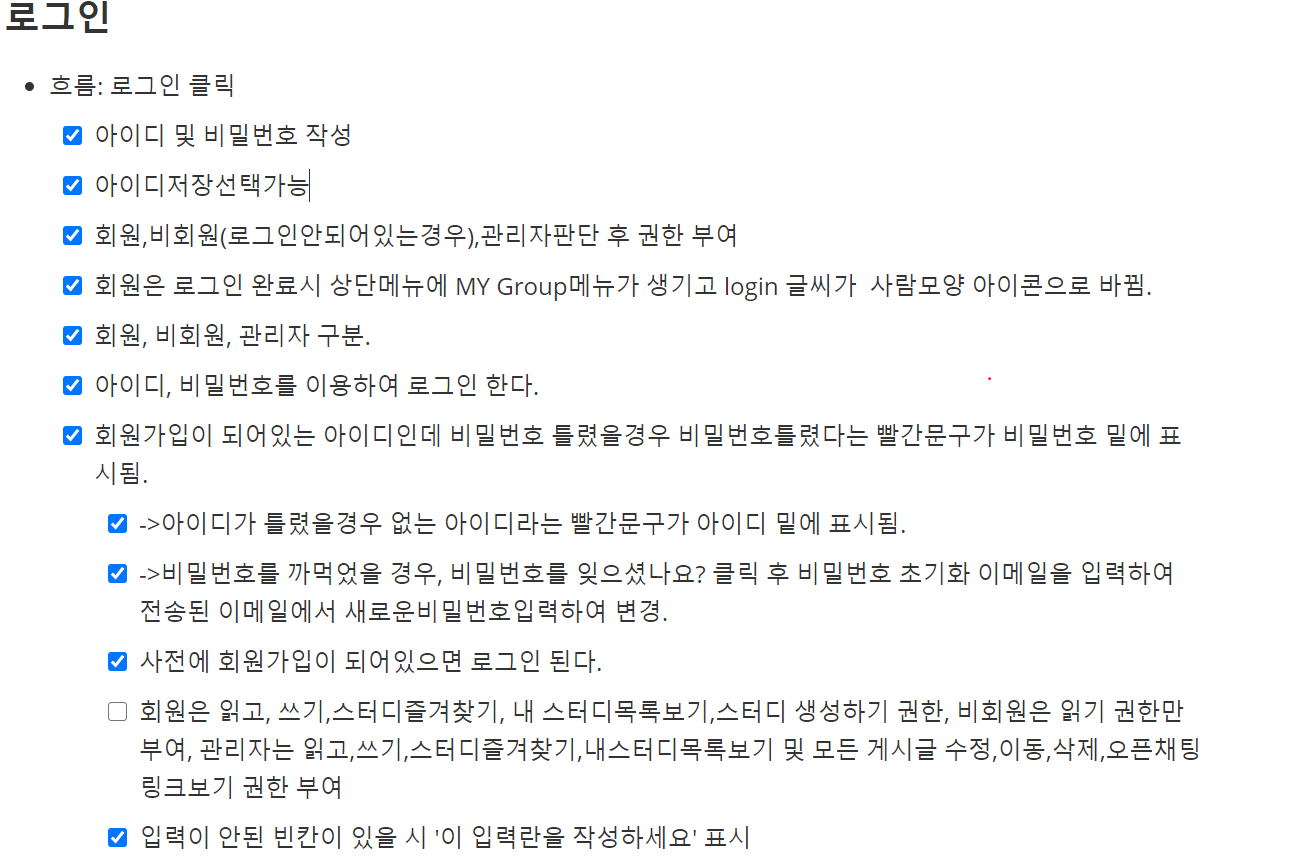 로그인
흐름: 로그인 클릭
아이디 및 비밀번호 작성
아이디저장선택가능
회원,비회원(로그인안되어있는경우),관리자판단 후 권한 부여
회원은 로그인 완료시 상단메뉴에 MY Group메뉴가 생기고 login 글씨가  사람모양 아이콘으로 바뀜.
회원, 비회원, 관리자 구분.
아이디, 비밀번호를 이용하여 로그인 한다.
회원가입이 되어있는 아이디인데 비밀번호 틀렸을경우 비밀번호틀렸다는 빨간문구가 비밀번호 밑에 표
시됨.
->아이디가 틀렸을경우 없는 아이디라는 빨간문구가 아이디 밑에 표시됨.
->비밀번호를 까먹었을 경우, 비밀번호를 잊으셨나요? 클릭 후 비밀번호 초기화 이메일을 입력하여
전송된 이메일에서 새로운비밀번호입력하여 변경.
사전에 회원가입이 되어있으면 로그인 된다.
회원은 읽고, 쓰기,스터디즐겨찾기, 내 스터디목록보기,스터디 생성하기 권한, 비회원은 읽기 권한만
부여, 관리자는 읽고,쓰기,스터디즐겨찾기,내스터디목록보기 및 모든 게시글 수정,이동,삭제,오픈채팅
링크보기 권한 부여
입력이 안된 빈칸이 있을 시 '이 입력란을 작성하세요' 표시